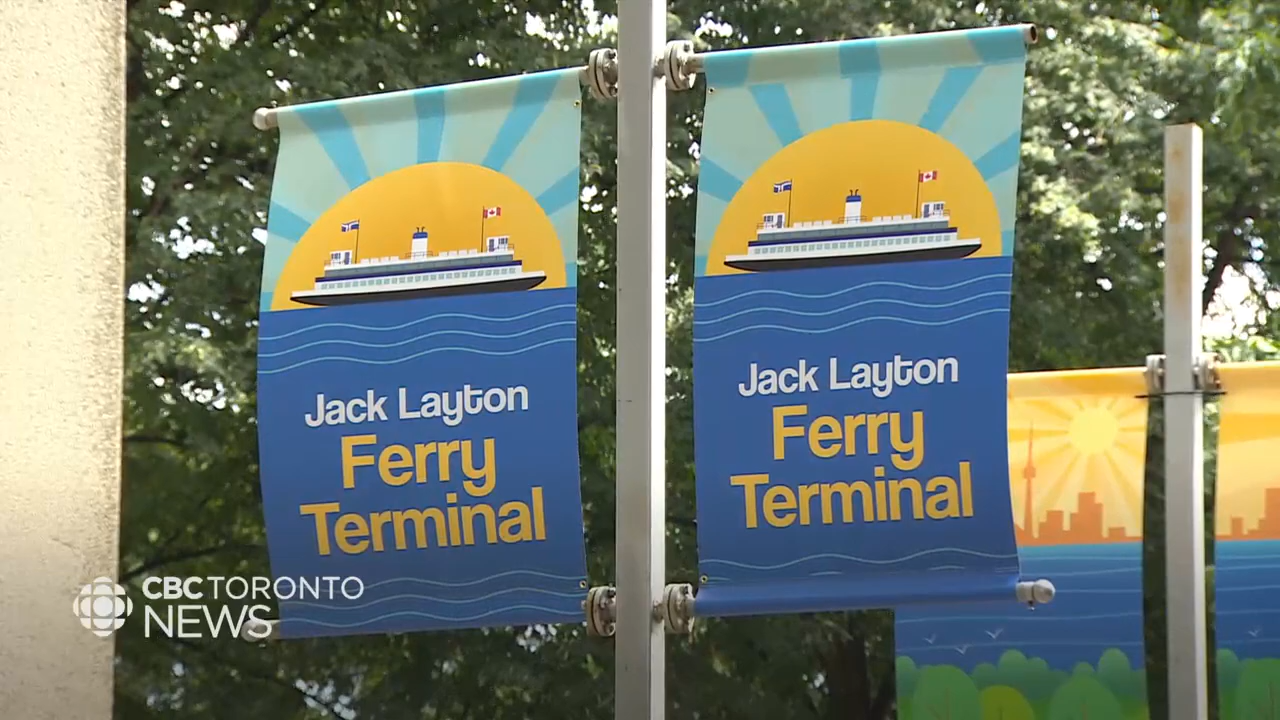 Jack Layton
Ferry
Terminal
Jack Layton
Ferry
Terminal
CBC TORONTO
NEWS